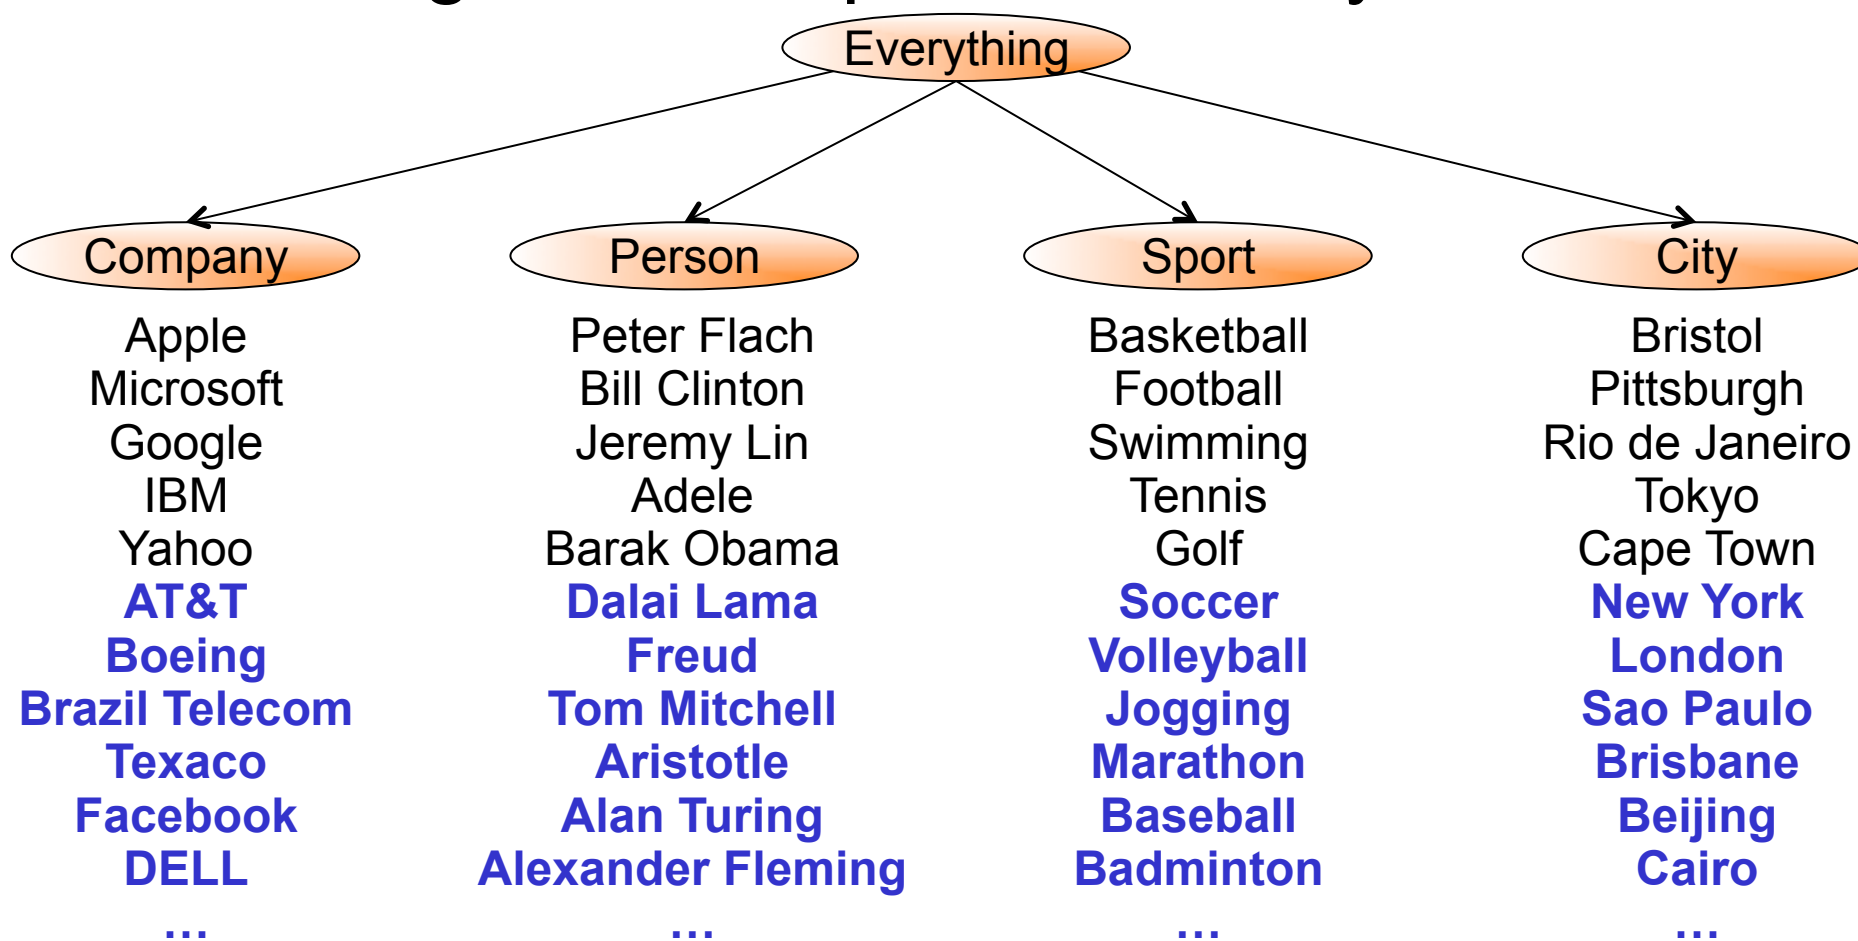 Everything
Company
Person
Sport
City
Apple
Microsoft
Google
IBM
Yahoo
AT&T
Boeing
Brazil Telecom
Texaco
Facebook
DELL
...
Peter Flach
Bill Clinton
Jeremy Lin
Adele
Barak Obama
Dalai Lama
Freud
Tom Mitchell
Aristotle
Alan Turing
Alexander Fleming
...
Basketball
Football
Swimming
Tennis
Golf
Soccer
Volleyball
Jogging
Marathon
Baseball
Badminton
...
Bristol
Pittsburgh
Rio de Janeiro
Tokyo
Cape Town
New York
London
Sao Paulo
Brisbane
Beijing
Cairo
...